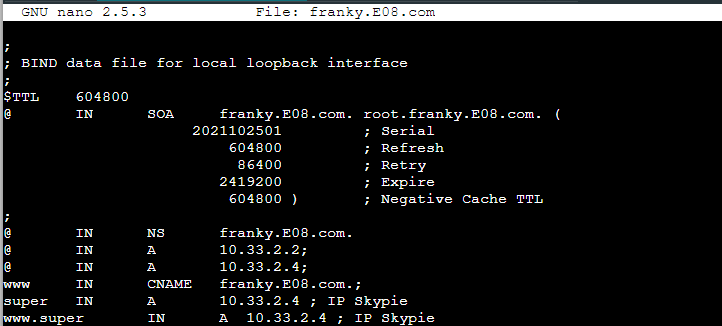 GNU nano 2.5.3 File: franky.E08.com
;
; BIND data file for local loopback interface
;
$TTL 604800
@ IN SOA franky.E08.com. root.franky.E08.com. (
2021102501 ; Serial
604800 ; Refresh
86400 ; Retry
2419200 ; Expire
604800 ) ; Negative Cache TTL
;
@ IN NS franky.E08.com.
@ IN A 10.33.2.2;
@ IN A 10.33.2.4;
www IN CNAME franky.E08.com.;
super IN A 10.33.2.4 ; IP Skypie
www.super IN A 10.33.2.4 ; IP Skypie